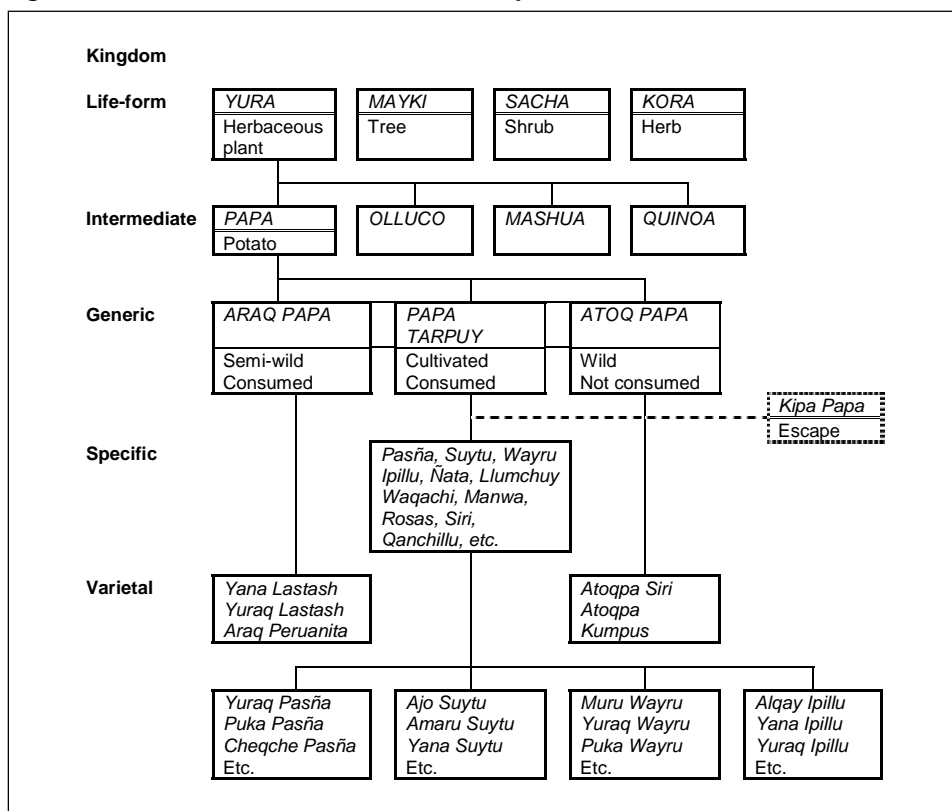 Kingdom
Life-form
YURA
Herbaceous
plant
MAYKI
Tree
SACHA
Shrub
KORA
Herb
Intermediate
PAPA
Potato
OLLUCO
MASHUA
QUINOA
Generic
ARAQ PAPA
Semi-wild
Consumed
PAPA
TARPUY
Cultivated
Consumed
ATOQ PAPA
Wild
Not consumed
Kipa Papa
Escape
Specific
Pasña, Suytu, Wayru
Ipillu, Ñata, Llumchuy
Waqachi, Manwa,
Rosas, Siri,
Qanchillu, etc.
Varietal
Yana Lastash
Yuraq Lastash
Araq Peruanita
Atoqpa Siri
Atoqpa
Kumpus
Yuraq Pasña
Puka Pasña
Cheqche Pasña
Etc.
Ajo Suytu
Amaru Suytu
Yana Suytu
Etc.
Muru Wayru
Yuraq Wayru
Puka Wayru
Etc.
Alqay Ipillu
Yana Ipillu
Yuraq Ipillu
Etc.